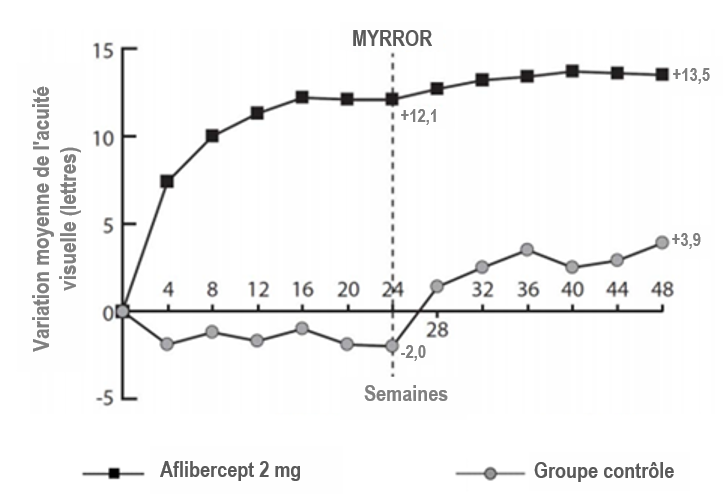 MYRROR
Variation moyenne de l'acuité
visuelle (lettres)
15
10
5
0
-5
+13,5
+12,1
+3,9
4 8 12 16 20 24 32 36 40 44 48
28
-2,0
Semaines
Aflibercept 2 mg
Groupe contrôle